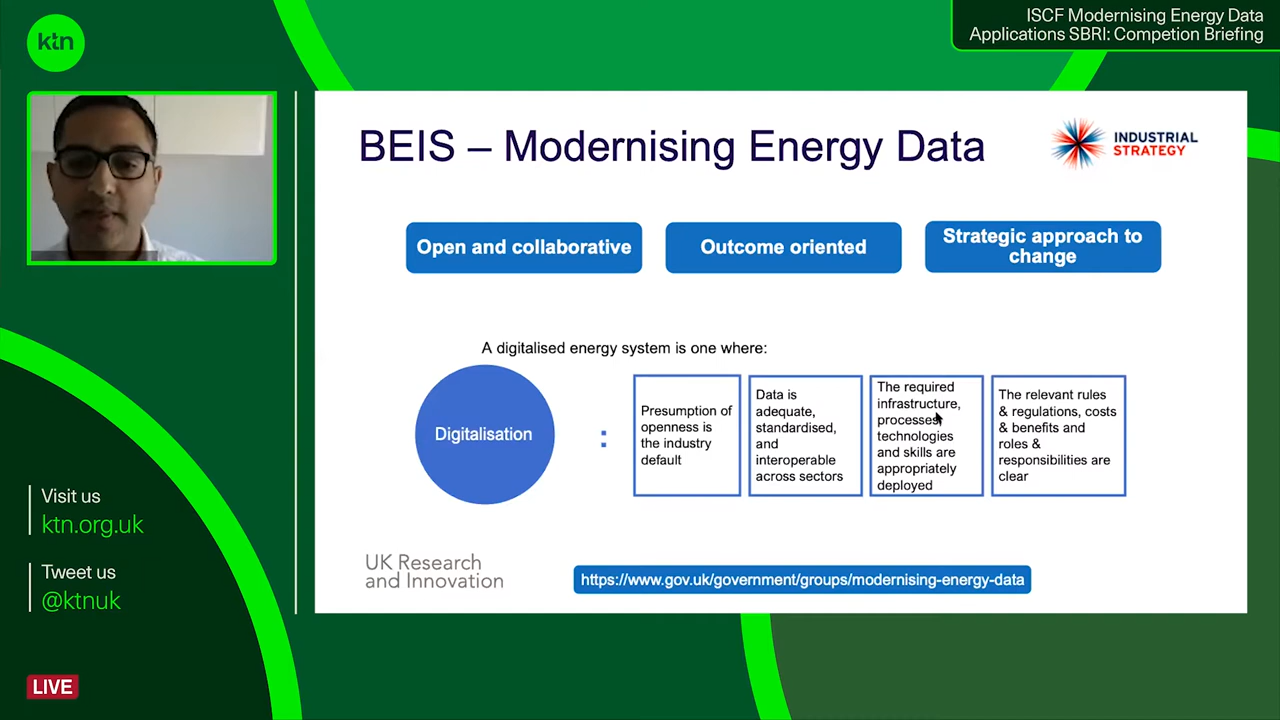 ktn
ISCF Modernising Energy Data
Applications SBRI: Competion Briefing
BEIS – Modernising Energy Data
INDUSTRIAL
STRATEGY
Open and collaborative
Outcome oriented
Strategic approach to
change
A digitalised energy system is one where:
Digitalisation
:
Presumption of
openness is
the industry
default
Data is
adequate,
standardised,
and
interoperable
across sectors
The required
infrastructure,
processes,
technologies
and skills are
appropriately
deployed
The relevant rules
& regulations, costs
& benefits and
roles &
responsibilities are
clear
UK Research
and Innovation
https://www.gov.uk/government/groups/modernising-energy-data
Visit us
ktn.org.uk
Tweet us
@ktnuk
LIVE